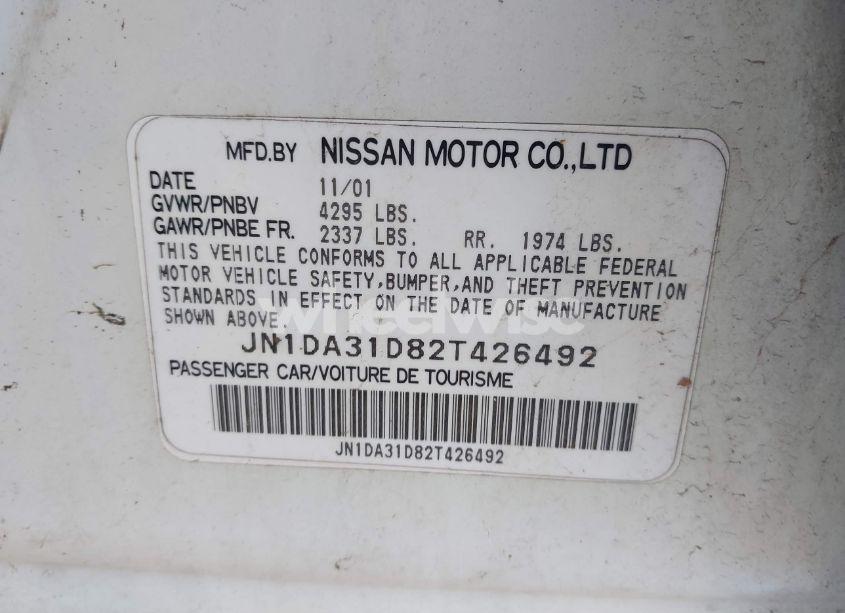 MFD.BY NISSAN MOTOR CO.,LTD
DATE 11/01
GVWR/PNBV 4295 LBS.
GAWR/PNBE FR. 2337 LBS. RR. 1974 LBS.
THIS VEHICLE CONFORMS TO ALL APPLICABLE FEDERAL
MOTOR VEHICLE SAFETY,BUMPER,AND THEFT PREVENTION
STANDARDS IN EFFECT ON THE DATE OF MANUFACTURE
SHOWN ABOVE.
wheelwise
JN1DA31D82T426492
PASSENGER CAR/VOITURE DE TOURISME
JN1DA31D82T426492